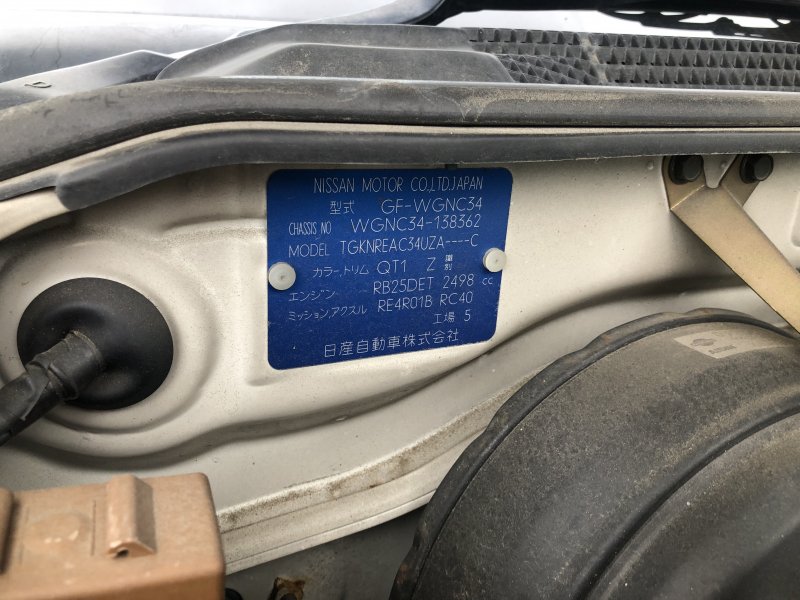 NISSAN MOTOR CO.,LTD.JAPAN
型式 GF-WGNC34
CHASSIS NO WGNC34-138362
MODEL TGKNREAC34UZA----C
カラー、トリム QT1 Z 識別
エンジン RB25DET 2498 cc
ミッション、アクスル RE4R01B RC40
工場 5
日産自動車株式会社